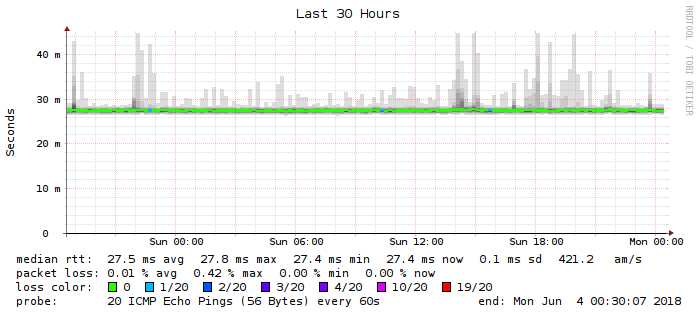 Last 30 Hours
RRDTOOL / TOBI OETIKER
Seconds
40 m
30 m
20 m
10 m
0
Sun 00:00 Sun 06:00 Sun 12:00 Sun 18:00 Mon 00:00
median rtt: 27.5 ms avg 27.8 ms max 27.4 ms min 27.4 ms now 0.1 ms sd 421.2 am/s
packet loss: 0.01 % avg 0.42 % max 0.00 % min 0.00 % now
loss color: 0 1/20 2/20 3/20 4/20 10/20 19/20
probe: 20 ICMP Echo Pings (56 Bytes) every 60s end: Mon Jun 4 00:30:07 2018